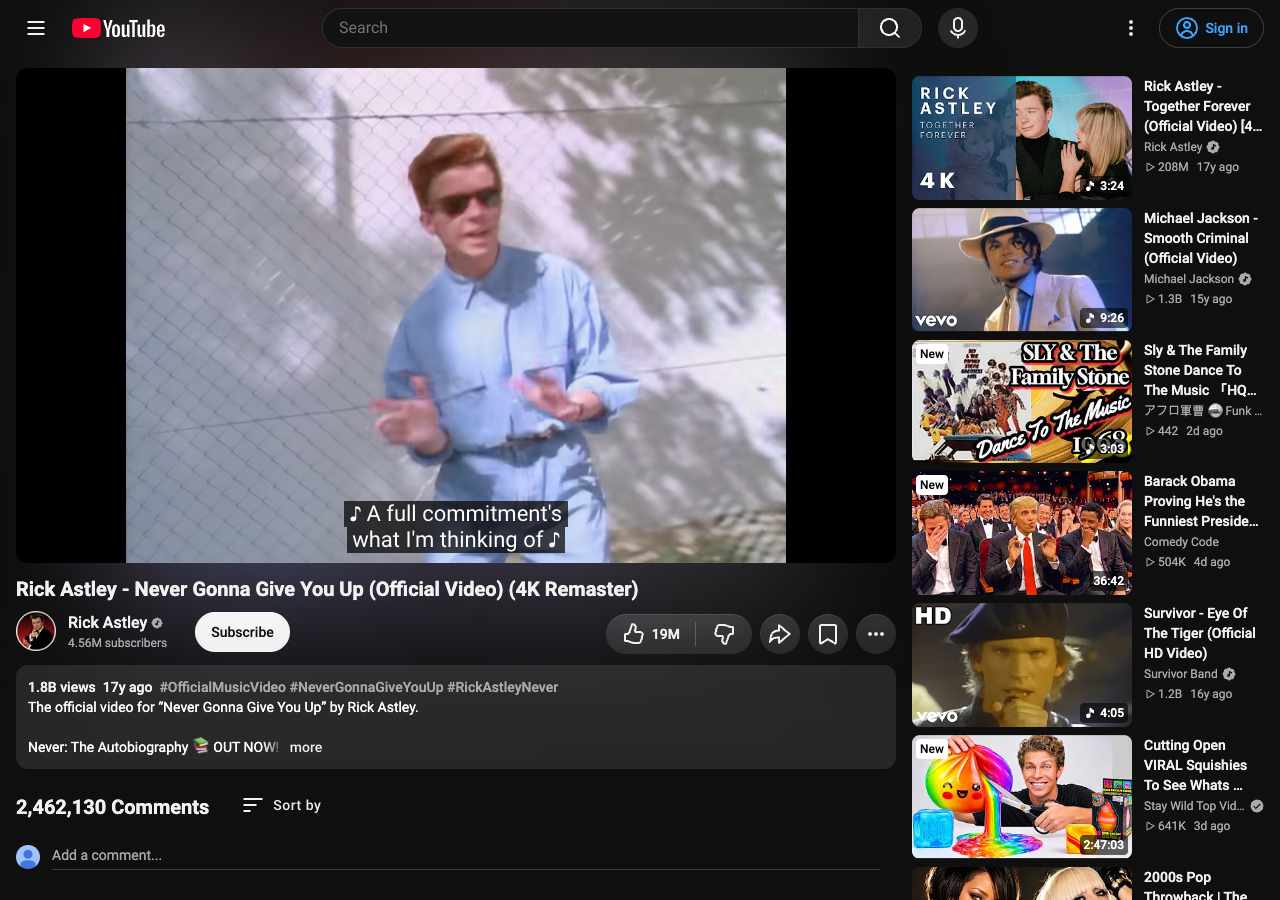 YouTube
Search
Sign in
♪ A full commitment's
what I'm thinking of ♪
Rick Astley - Never Gonna Give You Up (Official Video) (4K Remaster)
Rick Astley
4.56M subscribers
Subscribe
19M
1.8B views 17y ago #OfficialMusicVideo #NeverGonnaGiveYouUp #RickAstleyNever
The official video for “Never Gonna Give You Up” by Rick Astley.
Never: The Autobiography 📚 OUT NOW!
more
2,462,130 Comments
Sort by
Add a comment...
RICK
ASTLEY
TOGETHER
FOREVER
4K
3:24
Rick Astley -
Together Forever
(Official Video) [4...
Rick Astley
208M 17y ago
vevo
9:26
Michael Jackson -
Smooth Criminal
(Official Video)
Michael Jackson
1.3B 15y ago
New
SLY & The
Family Stone
Dance To The Music
1968
3:03
Sly & The Family
Stone Dance To
The Music 「HQ...
アフロ軍曹 Funk ...
442 2d ago
New
36:42
Barack Obama
Proving He's the
Funniest Preside...
Comedy Code
504K 4d ago
HD
vevo
4:05
Survivor - Eye Of
The Tiger (Official
HD Video)
Survivor Band
1.2B 16y ago
New
2:47:03
Cutting Open
VIRAL Squishies
To See Whats ...
Stay Wild Top Vid...
641K 3d ago
2000s Pop
Throwback | The